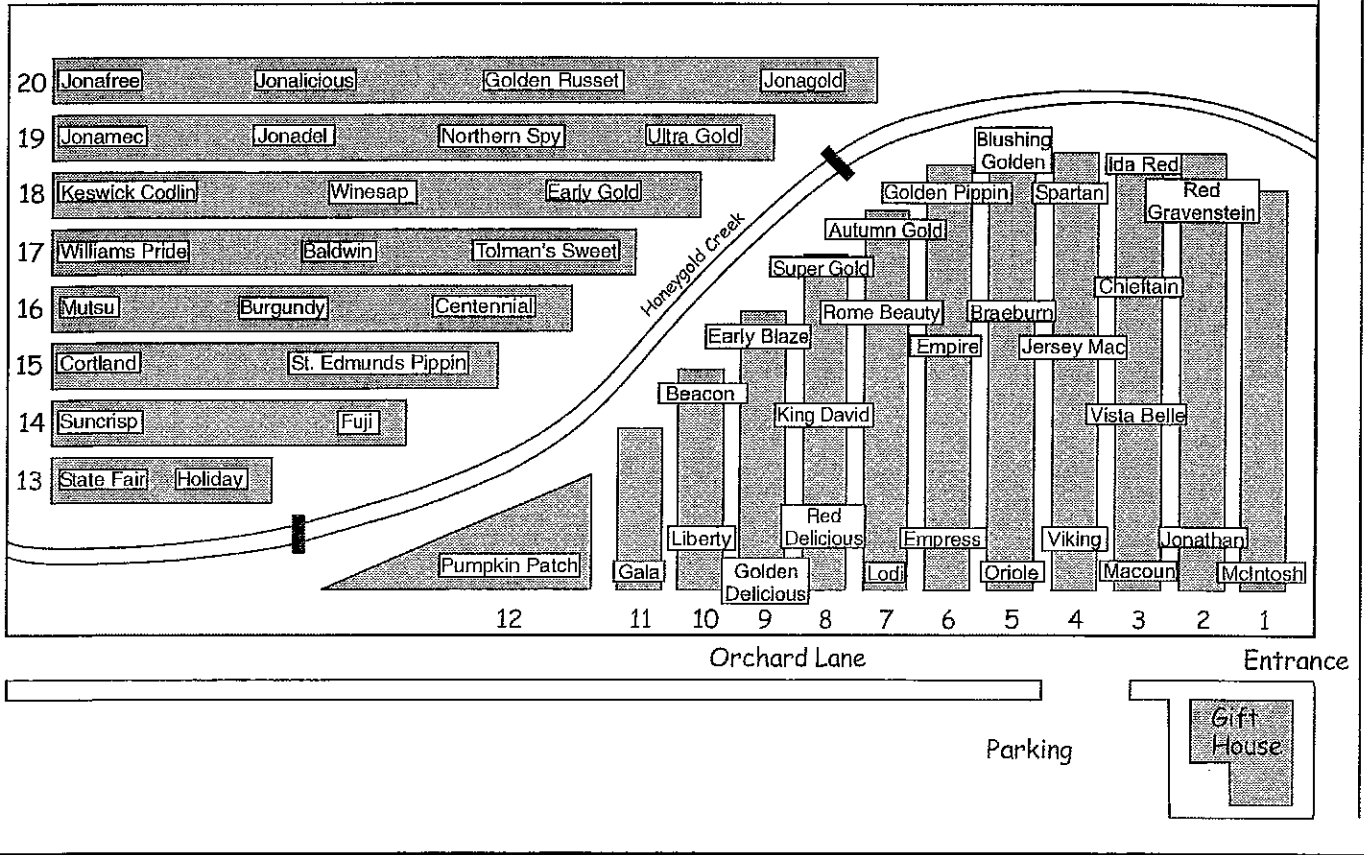 20 Jonafree Jonalicious Golden Russet Jonagold
19 Jonamec Jonadel Northern Spy Ultra Gold
18 Keswick Codlin Winesap Early Gold
17 Williams Pride Baldwin Tolman's Sweet
16 Mutsu Burgundy Centennial
15 Cortland St. Edmunds Pippin
14 Suncrisp Fuji
13 State Fair Holiday
Honeygold Creek
Blushing
Golden
Ida Red
Golden Pippin
Spartan
Red
Gravenstein
Autumn Gold
Super Gold
Chieftain
Rome Beauty
Braeburn
Early Blaze
Empire
Jersey Mac
Beacon
King David
Vista Belle
Red
Delicious
Liberty
Empress
Viking
Jonathan
Pumpkin Patch
Gala
Golden
Delicious
Lodi
Oriole
Macoun
McIntosh
12 11 10 9 8 7 6 5 4 3 2 1
Orchard Lane
Entrance
Parking
Gift
House